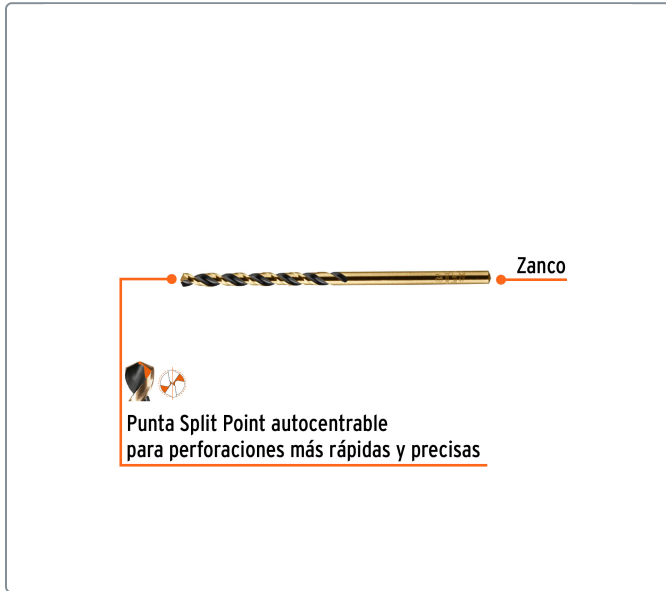 Zanco
Punta Split Point autocentrable
para perforaciones más rápidas y precisas